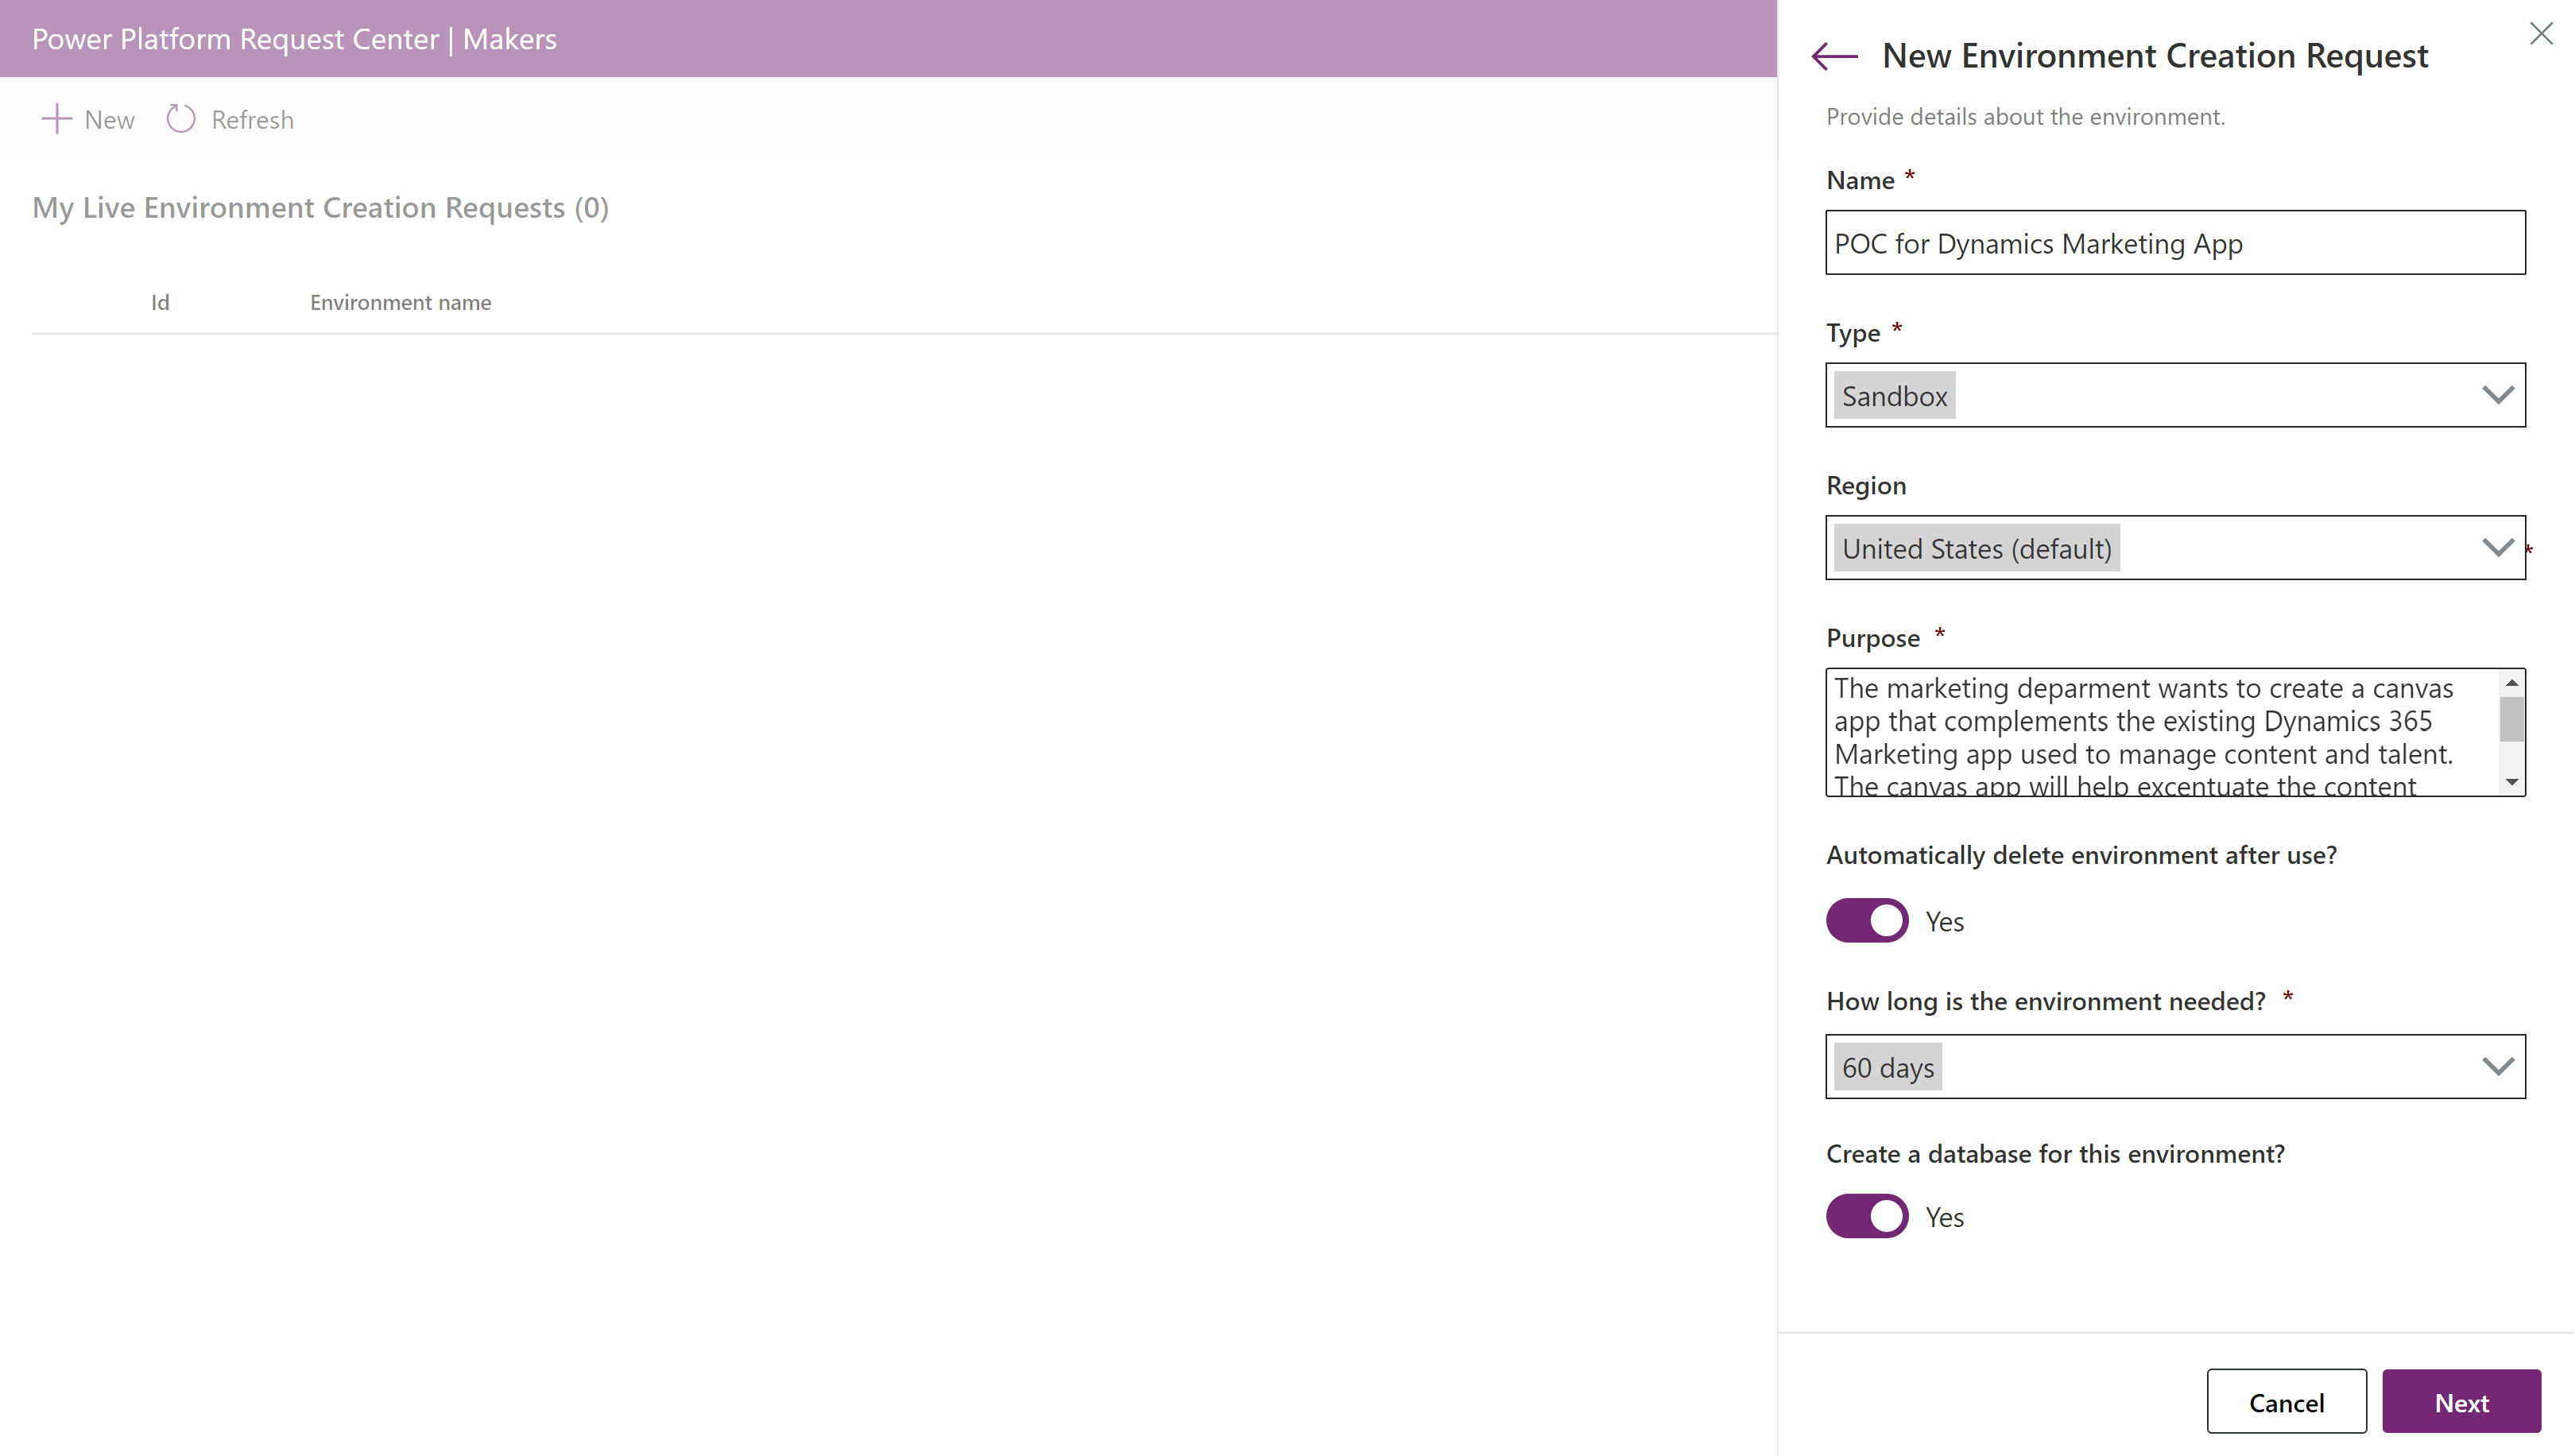 Power Platform Request Center | Makers
New Refresh
My Live Environment Creation Requests (0)
Id Environment name
New Environment Creation Request
Provide details about the environment.
Name *
POC for Dynamics Marketing App
Type *
Sandbox
Region
United States (default)
*
Purpose *
The marketing deparment wants to create a canvas
app that complements the existing Dynamics 365
Marketing app used to manage content and talent.
The canvas app will help excentuate the content
Automatically delete environment after use?
Yes
How long is the environment needed? *
60 days
Create a database for this environment?
Yes
Cancel Next